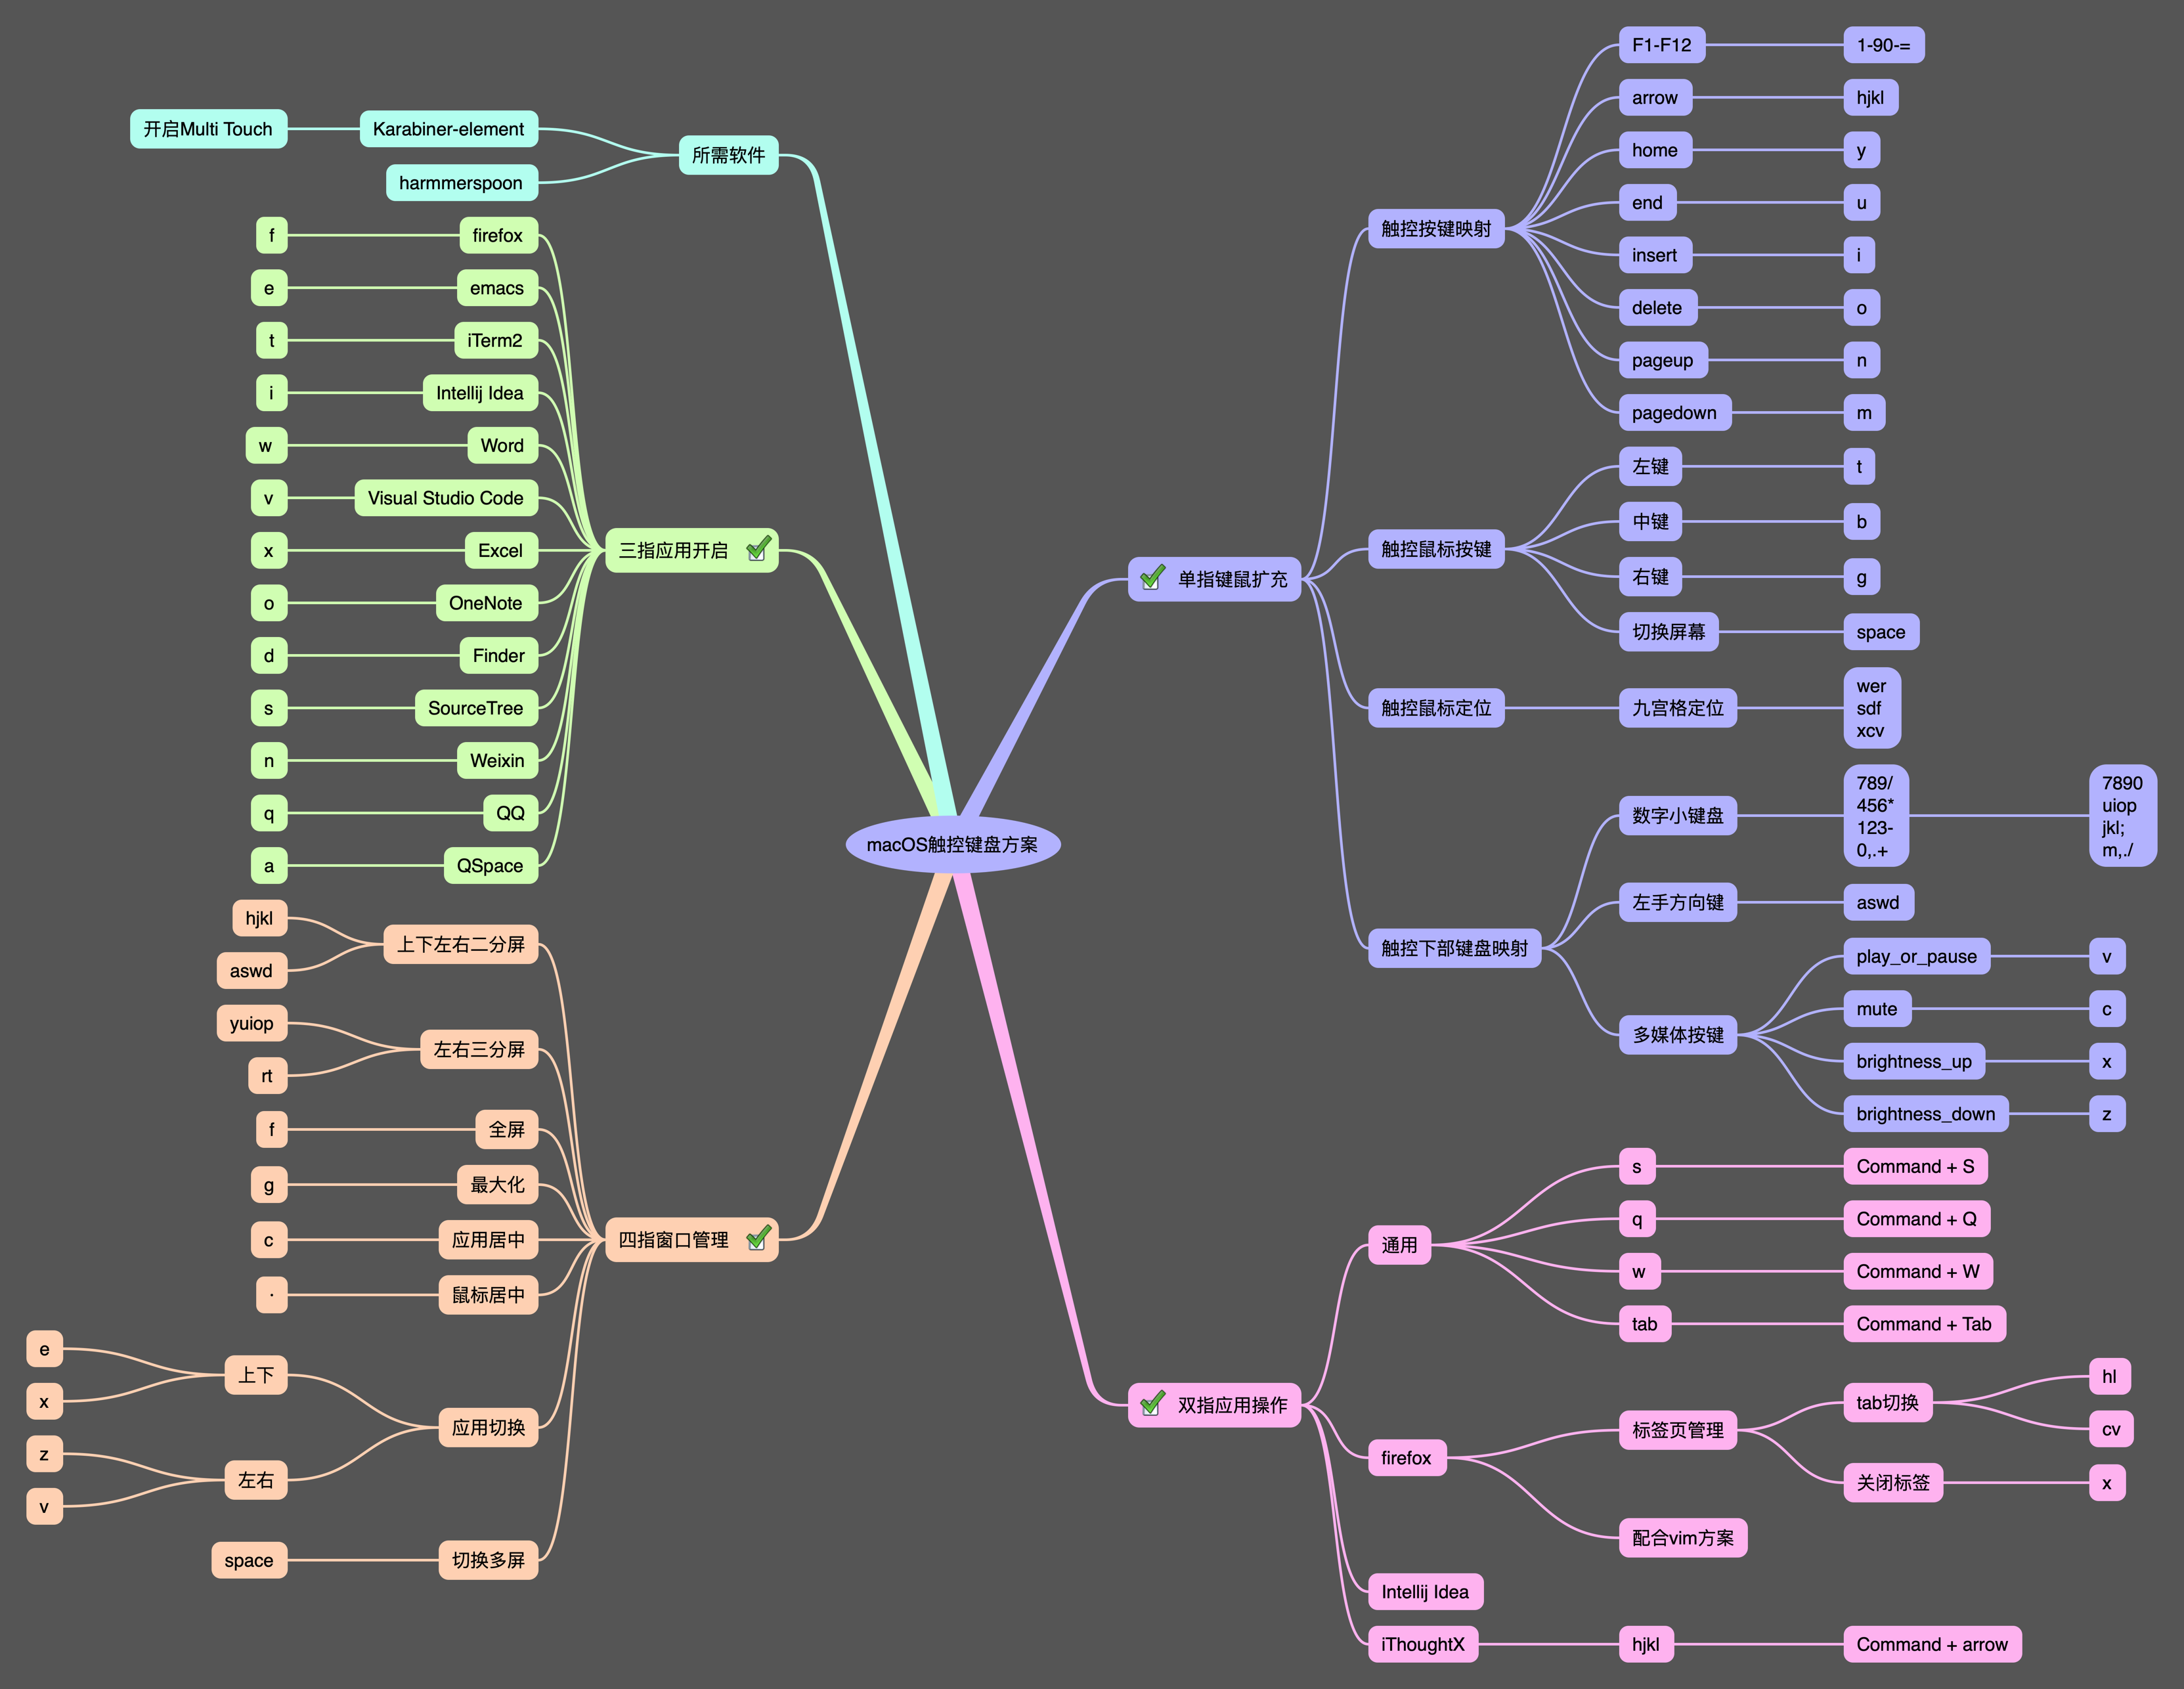 macOS触控键盘方案
所需软件
Karabiner-element
开启Multi Touch
harmmerspoon
三指应用开启
firefox
f
emacs
e
iTerm2
t
Intellij Idea
i
Word
w
Visual Studio Code
v
Excel
x
OneNote
o
Finder
d
SourceTree
s
Weixin
n
QQ
q
QSpace
a
四指窗口管理
上下左右二分屏
hjkl
aswd
左右三分屏
yuiop
rt
全屏
f
最大化
g
应用居中
c
鼠标居中
·
应用切换
上下
e
x
左右
z
v
切换多屏
space
单指键鼠扩充
触控按键映射
F1-F12
1-90-=
arrow
hjkl
home
y
end
u
insert
i
delete
o
pageup
n
pagedown
m
触控鼠标按键
左键
t
中键
b
右键
g
切换屏幕
space
触控鼠标定位
九宫格定位
wer
sdf
xcv
触控下部键盘映射
数字小键盘
789/
456*
123-
0,.+
7890
uiop
jkl;
m,./
左手方向键
aswd
多媒体按键
play_or_pause
v
mute
c
brightness_up
x
brightness_down
z
双指应用操作
通用
s
Command + S
q
Command + Q
w
Command + W
tab
Command + Tab
firefox
标签页管理
tab切换
hl
cv
关闭标签
x
配合vim方案
Intellij Idea
iThoughtX
hjkl
Command + arrow